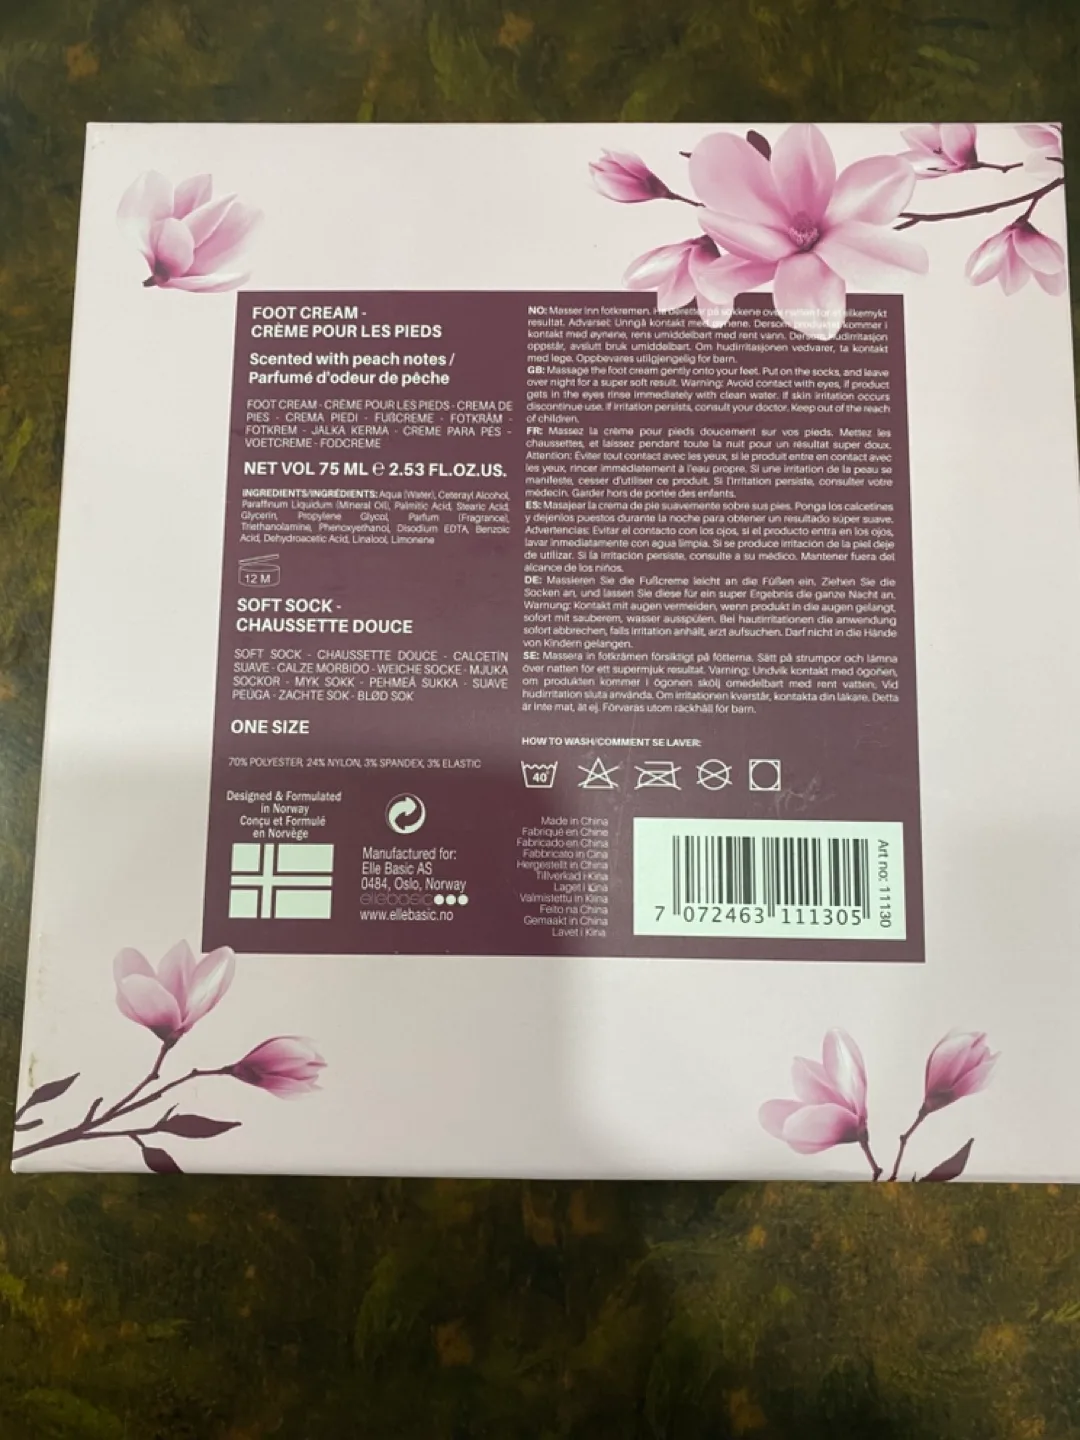 FOOT CREAM -
CRÈME POUR LES PIEDS
Scented with peach notes /
Parfumé d'odeur de pêche
FOOT CREAM - CRÈME POUR LES PIEDS - CREMA DE
PIES - CREMA PIEDI - FUßCREME - FOTKRÄM -
FOTKREM - JALKA KERMA - CREME PARA PES -
VOETCREME - FODCREME
NET VOL 75 ML ℮ 2.53 FL.OZ.US.
INGREDIENTS/INGRÉDIENTS: Aqua (Water), Ceteraryl Alcohol,
Paraffinum Liquidum (Mineral Oil), Palmitic Acid, Stearic Acid,
Glycerin, Propylene Glycol, Parfum (Fragrance),
Triethanolamine, Phenoxyethanol, Disodium EDTA, Benzoic
Acid, Dehydroacetic Acid, Linalool, Limonene
12 M
SOFT SOCK -
CHAUSSETTE DOUCE
SOFT SOCK - CHAUSSETTE DOUCE - CALCETÍN
SUAVE - CALZE MORBIDO - WEICHE SOCKE - MJUKA
SOCKOR - MYK SOKK - PEHMEÄ SUKKA - SUAVE
PEÚGA - ZACHTE SOK - BLØD SOK
ONE SIZE
70% POLYESTER, 24% NYLON, 3% SPANDEX, 3% ELASTIC
Designed & Formulated
in Norway
Conçu et Formulé
en Norvège
Manufactured for:
Elle Basic AS
0484, Oslo, Norway
ellebasic
www.ellebasic.no
NO: Masser inn fotkremen. Ha deretter på sokkene over natten for et silkemykt
resultat. Advarsel: Unngå kontakt med øynene. Dersom produktet kommer i
kontakt med øynene, rens umiddelbart med rent vann. Dersom hudirritasjon
oppstår, avslutt bruk umiddelbart. Om hudirritasjonen vedvarer, ta kontakt
med lege. Oppbevares utilgjengelig for barn.
GB: Massage the foot cream gently onto your feet. Put on the socks, and leave
over night for a super soft result. Warning: Avoid contact with eyes, if product
gets in the eyes rinse immediately with clean water. If skin irritation occurs
discontinue use. If irritation persists, consult your doctor. Keep out of the reach
of children.
FR: Massez la crème pour pieds doucement sur vos pieds. Mettez les
chaussettes, et laissez pendant toute la nuit pour un résultat super doux.
Attention: Éviter tout contact avec les yeux, si le produit entre en contact avec
les yeux, rincer immédiatement à l'eau propre. Si une irritation de la peau se
manifeste, cesser d'utiliser ce produit. Si l'irritation persiste, consulter votre
médecin. Garder hors de portée des enfants.
ES: Masajear la crema de pie suavemente sobre sus pies. Ponga los calcetines
y déjenlos puestos durante la noche para obtener un resultado súper suave.
Advertencias: Evitar el contacto con los ojos, si el producto entra en los ojos,
lavar inmediatamente con agua limpia. Si se produce irritación de la piel deje
de utilizar. Si la irritación persiste, consulte a su médico. Mantener fuera del
alcance de los niños.
DE: Massieren Sie die Fußcreme leicht an die Füßen ein. Ziehen Sie die
Socken an, und lassen Sie diese für ein super Ergebnis die ganze Nacht an.
Warnung: Kontakt mit augen vermeiden, wenn produkt in die augen gelangt,
sofort mit sauberem, wasser ausspülen. Bei hautirritationen die anwendung
sofort abbrechen, falls irritation anhält, arzt aufsuchen. Darf nicht in die Hände
von Kindern gelangen.
SE: Massera in fotkrämen försiktigt på fötterna. Sätt på strumpor och lämna
över natten för ett supermjuk resultat. Varning: Undvik kontakt med ögonen,
om produkten kommer i ögonen skölj omedelbart med rent vatten. Vid
hudirritation sluta använda. Om irritationen kvarstår, kontakta din läkare. Detta
är inte mat, ät ej. Förvaras utom räckhåll för barn.
HOW TO WASH/COMMENT SE LAVER:
40°
Made in China
Fabriqué en Chine
Fabricado en China
Fabbricato in Cina
Hergestellt in China
Tillverkad i Kina
Laget i Kina
Valmistettu in Kiina
Feito na China
Gemaakt in China
Lavet i Kina
7 072463 111305
Art no: 11130